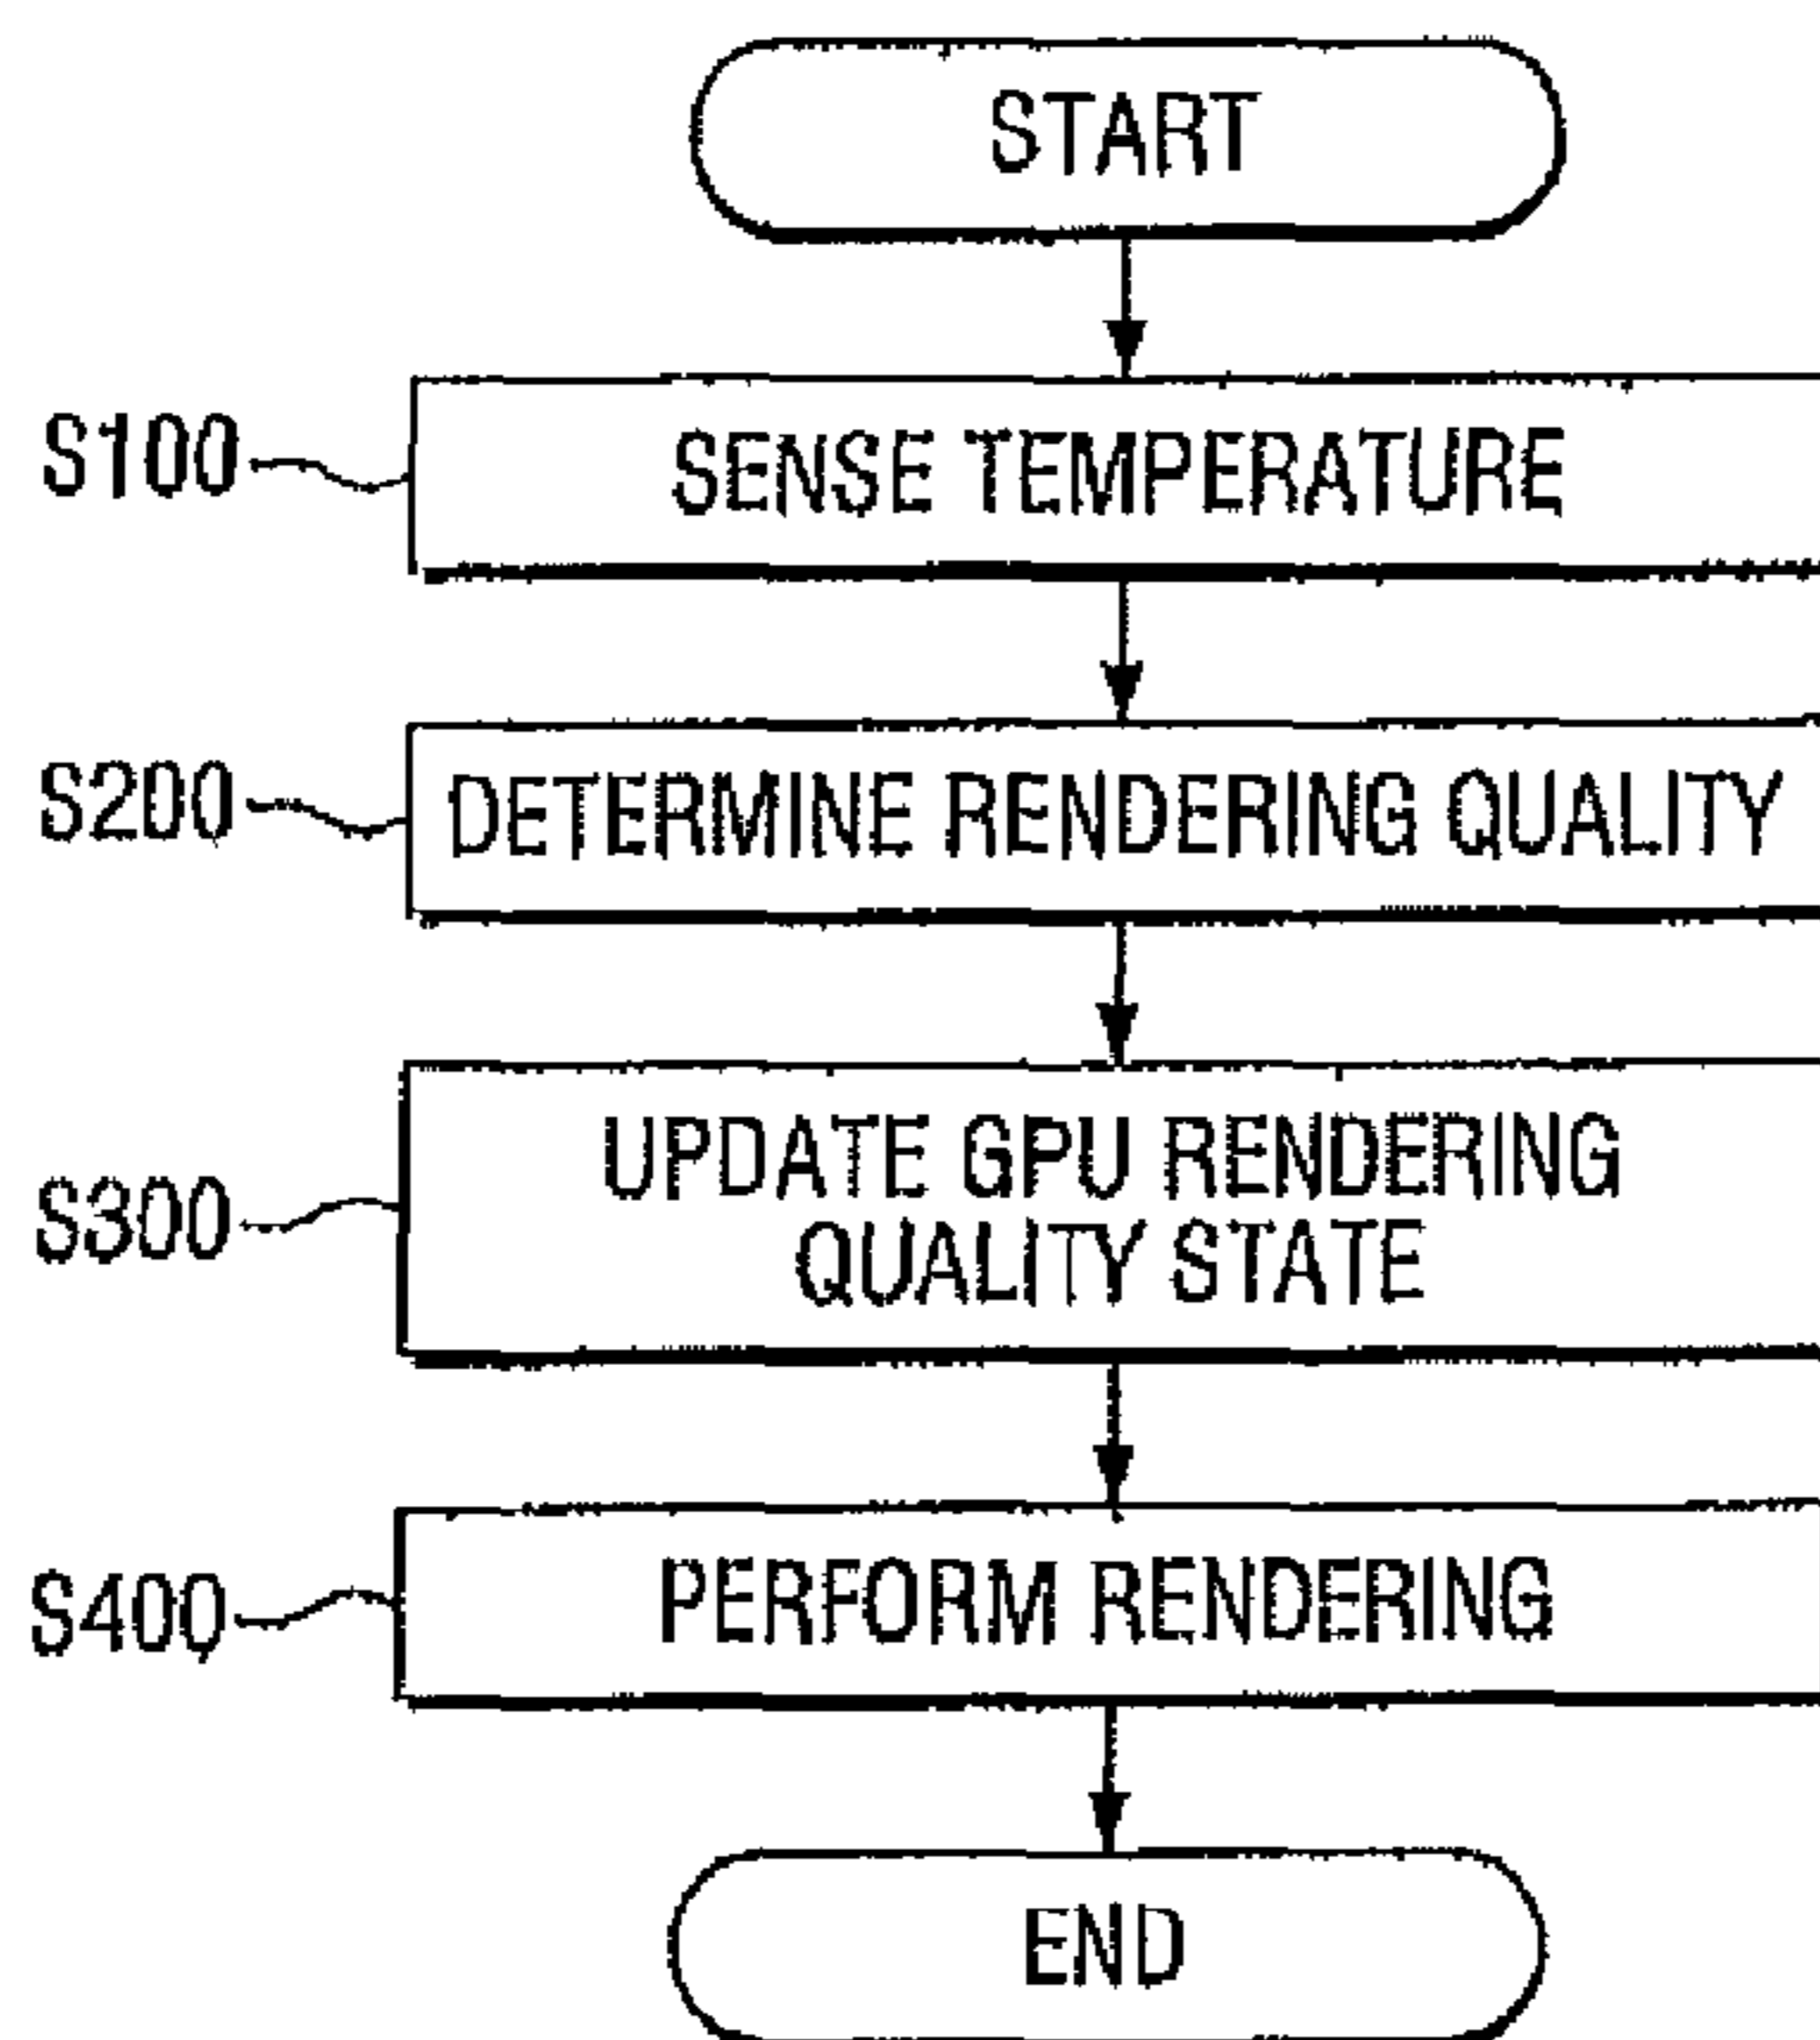 START
S100
SENSE TEMPERATURE
S200
DETERMINE RENDERING QUALITY
S300
UPDATE GPU RENDERING
QUALITY STATE
S400
PERFORM RENDERING
END